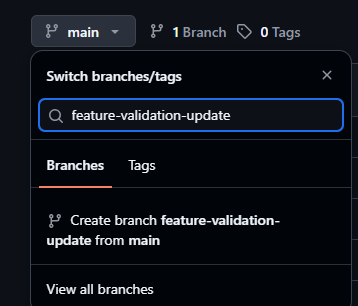 main 1 Branch 0 Tags
Switch branches/tags
feature-validation-update
Branches Tags
Create branch feature-validation-
update from main
View all branches